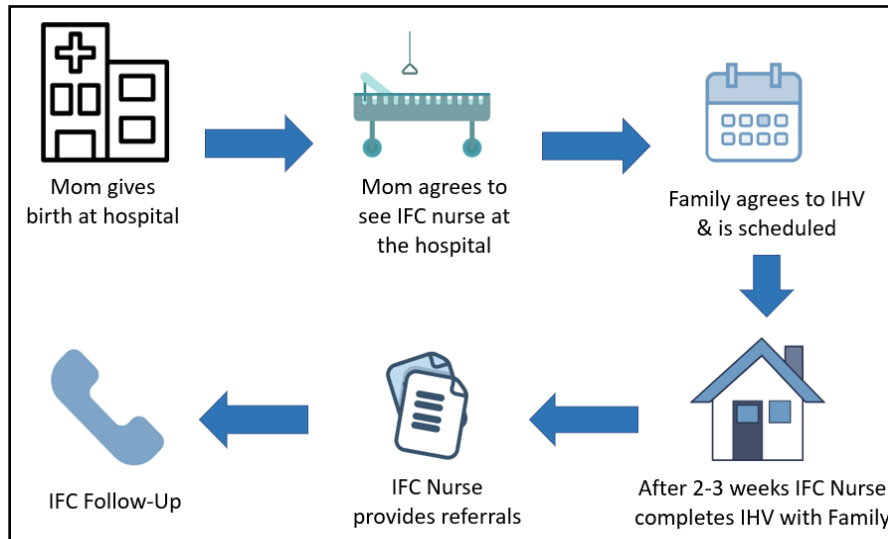 Mom gives
birth at hospital
Mom agrees to
see IFC nurse at
the hospital
Family agrees to IHV
& is scheduled
After 2-3 weeks IFC Nurse
completes IHV with Family
IFC Nurse
provides referrals
IFC Follow-Up